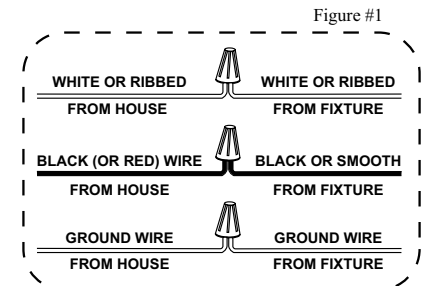 Figure #1
WHITE OR RIBBED WHITE OR RIBBED
FROM HOUSE FROM FIXTURE
BLACK (OR RED) WIRE BLACK OR SMOOTH
FROM HOUSE FROM FIXTURE
GROUND WIRE GROUND WIRE
FROM HOUSE FROM FIXTURE